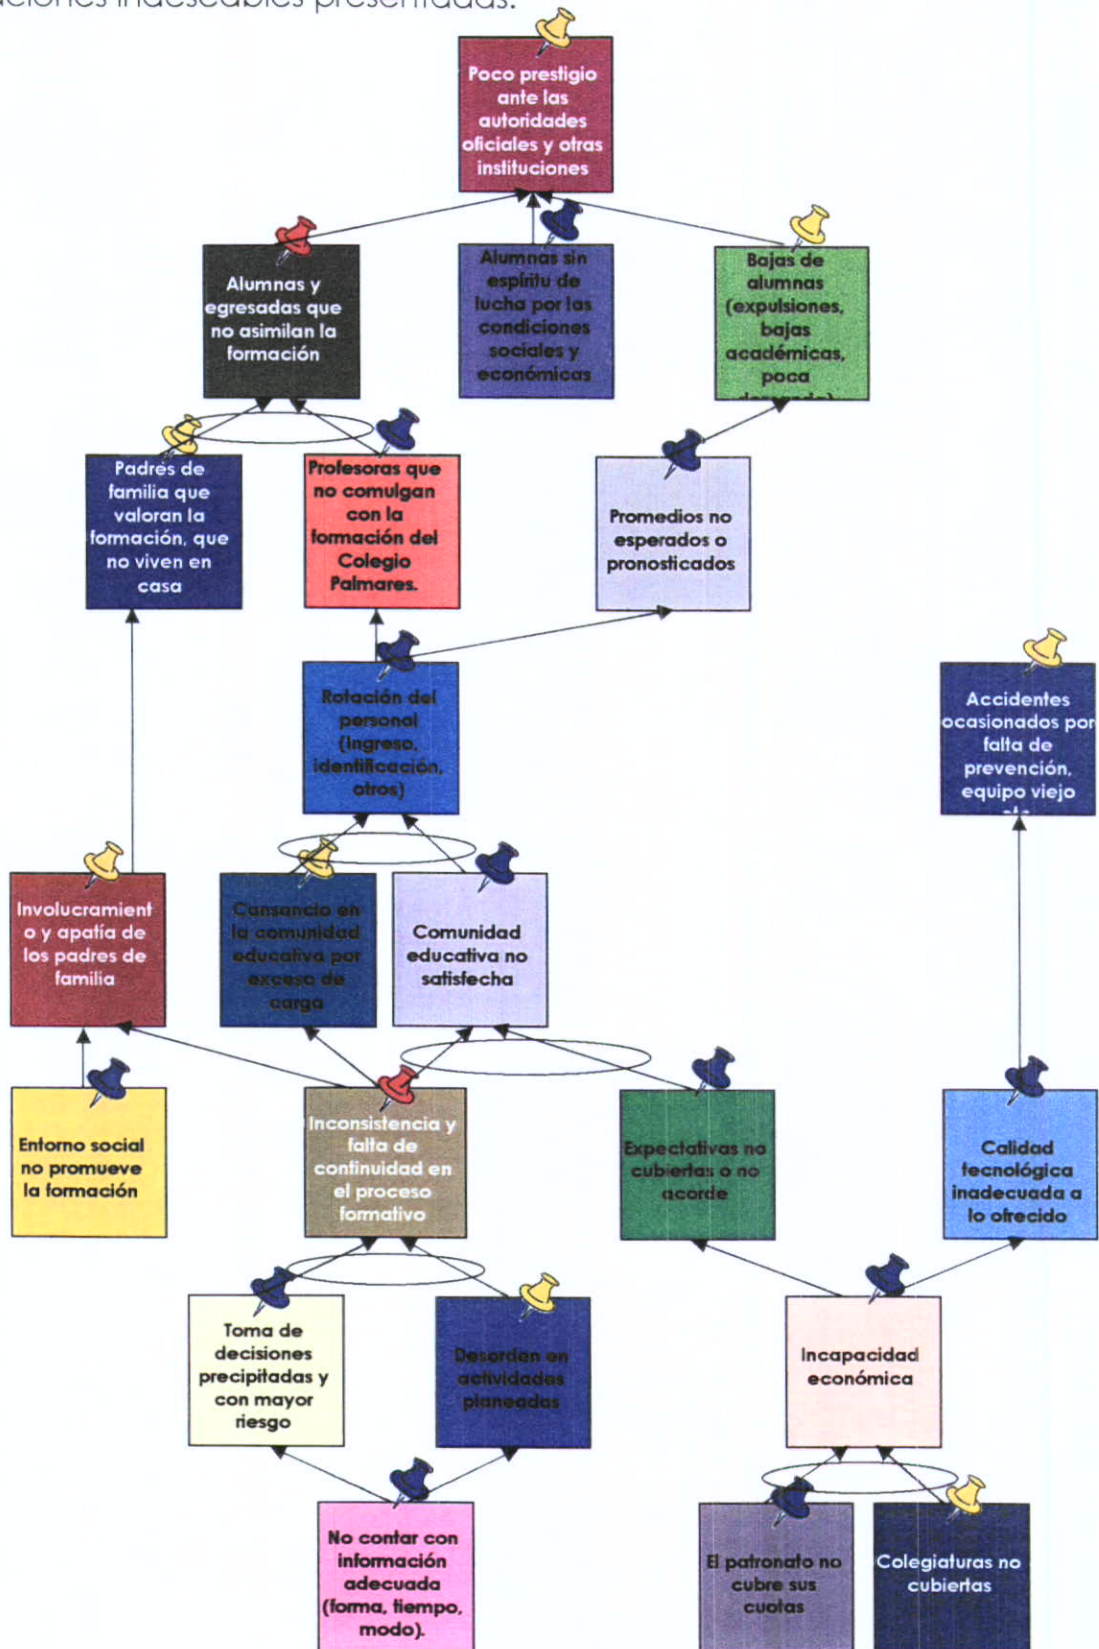 indeseables presentadas.
Poco prestigio
ante las
autoridades
oficiales y otras
instituciones
Alumnas y
egresadas que
no asimilan la
formación
Alumnas sin
espíritu de
lucha por las
condiciones
sociales y
económicas
Bajas de
alumnas
(expulsiones,
bajas
académicas,
poca
Padres de
familia que
valoran la
formación, que
no viven en
casa
Profesoras que
no comulgan
con la
formación del
Colegio
Palmares.
Promedios no
esperados o
pronosticados
Rotación del
personal
(Ingreso,
identificación,
otros)
Accidentes
ocasionados por
falta de
prevención,
equipo viejo
Involucramient
o y apatía de
los padres de
familia
Cansancio en
la comunidad
educativa por
exceso de
carga
Comunidad
educativa no
satisfecha
Entorno social
no promueve
la formación
Inconsistencia y
falta de
continuidad en
el proceso
formativo
Expectativas no
cubiertas o no
acorde
Calidad
tecnológica
inadecuada a
lo ofrecido
Toma de
decisiones
precipitadas y
con mayor
riesgo
Desorden en
actividades
planeadas
Incapacidad
económica
No contar con
información
adecuada
(forma, tiempo,
modo).
El patronato no
cubre sus
cuotas
Colegiaturas no
cubiertas